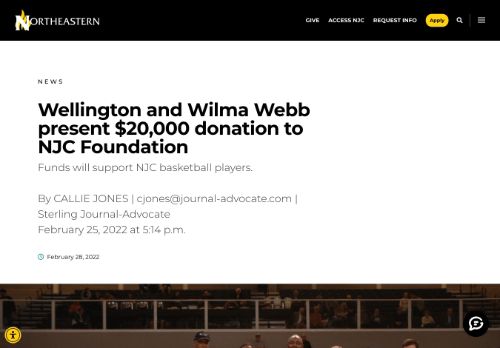 NORTHEASTERN
GIVE ACCESS NJC REQUEST INFO Apply
NEWS
Wellington and Wilma Webb
present $20,000 donation to
NJC Foundation
Funds will support NJC basketball players.
By CALLIE JONES | cjones@journal-advocate.com |
Sterling Journal-Advocate
February 25, 2022 at 5:14 p.m.
February 28, 2022